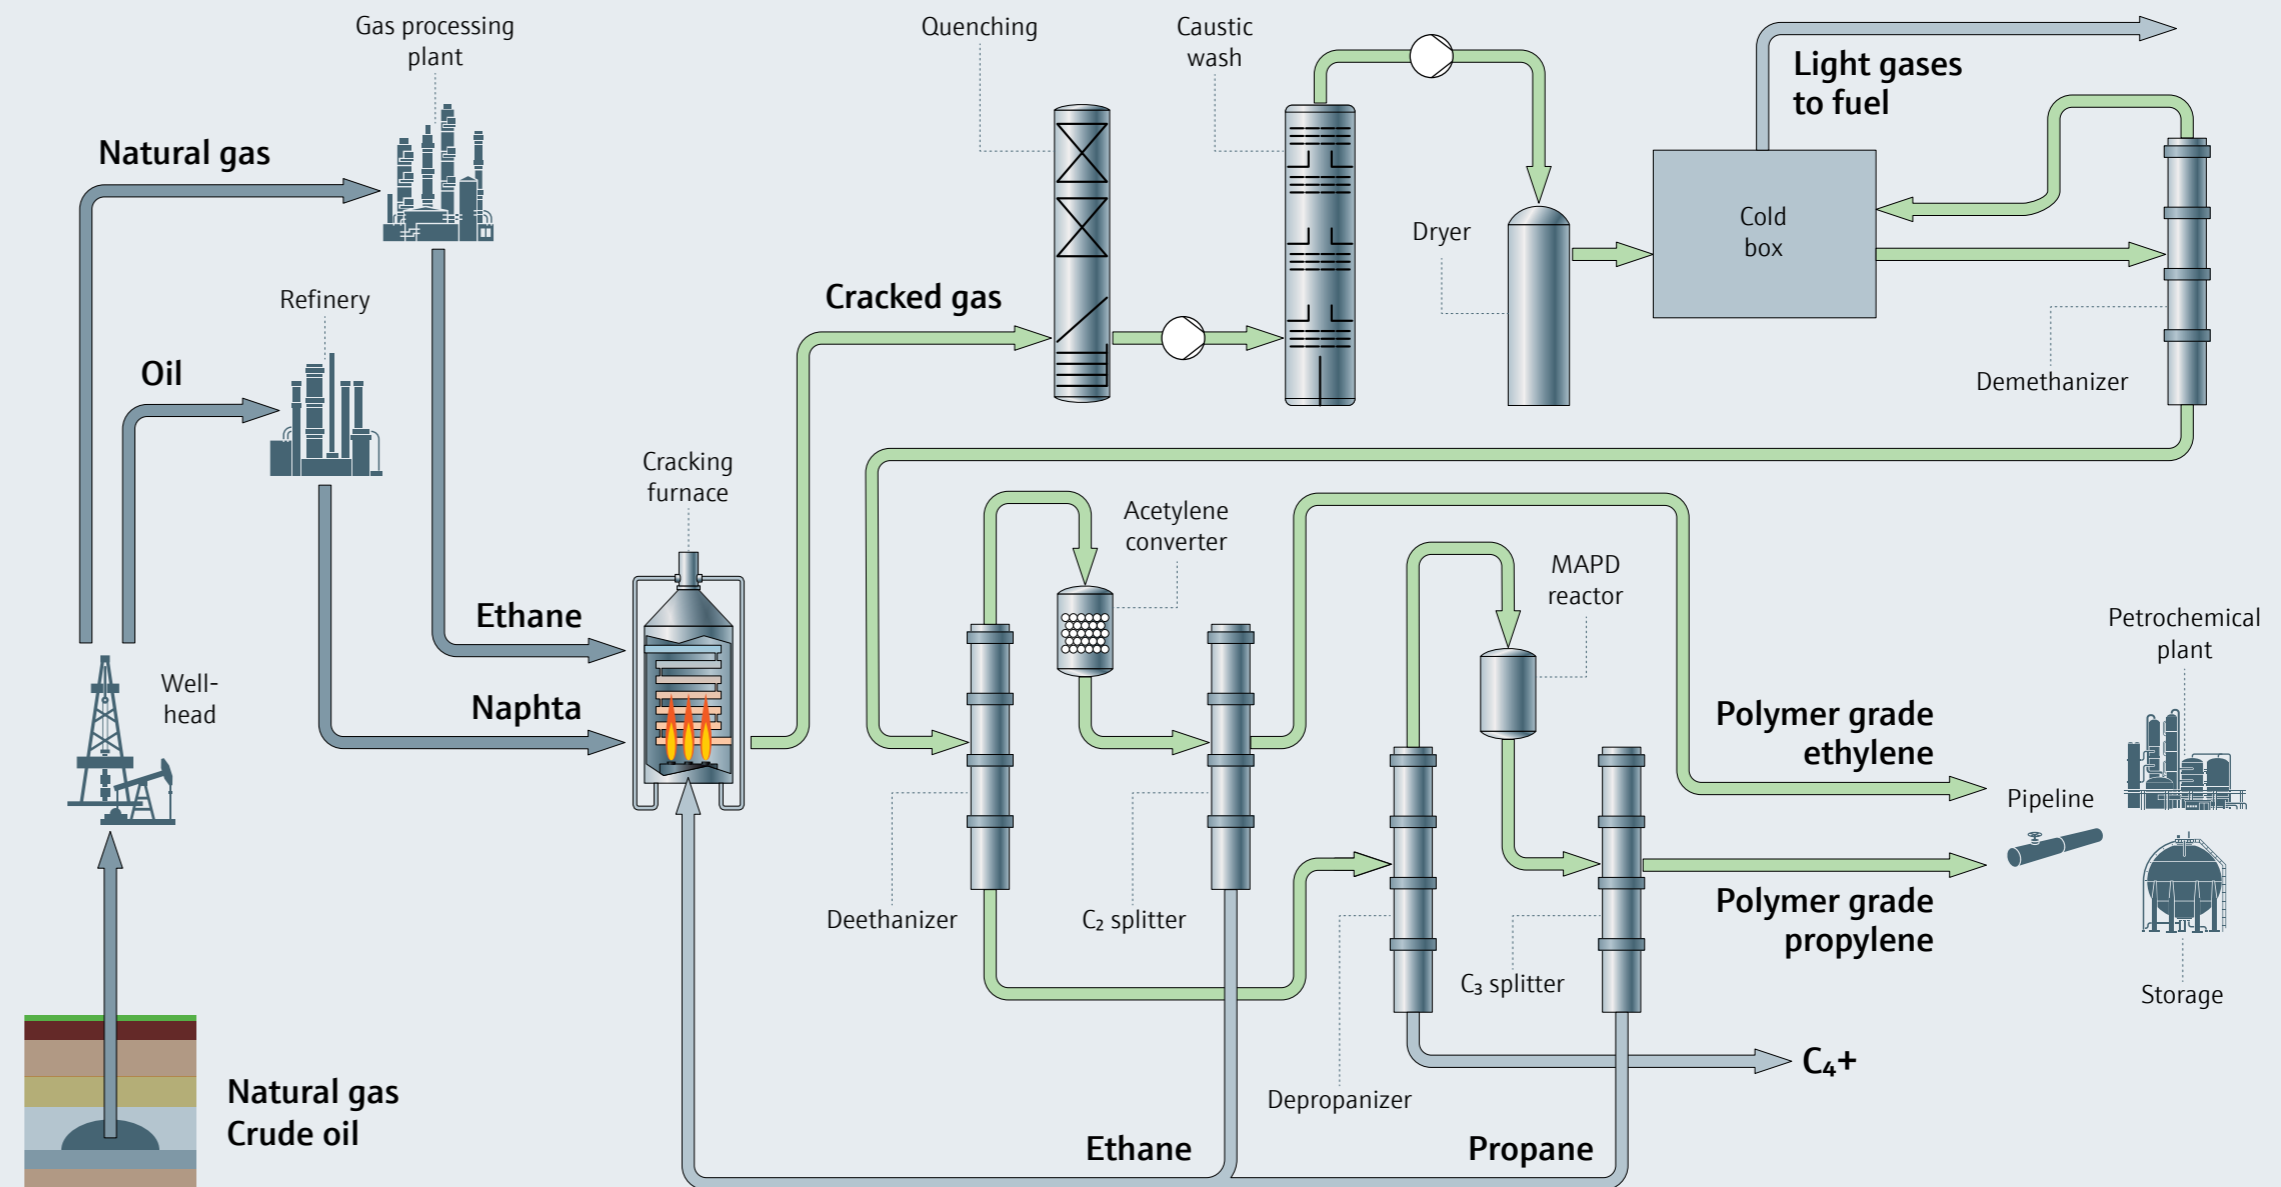 Gas processing
plant
Quenching
Caustic
wash
Light gases
to fuel
Natural gas
Cold
box
Dryer
Refinery
Cracked gas
Oil
Demethanizer
Cracking
furnace
Acetylene
converter
MAPD
reactor
Ethane
Petrochemical
plant
Well-
head
Naphta
Polymer grade
ethylene
Pipeline
Deethanizer
C₂ splitter
Polymer grade
propylene
C₃ splitter
Storage
C₄+
Natural gas
Crude oil
Depropanizer
Ethane
Propane